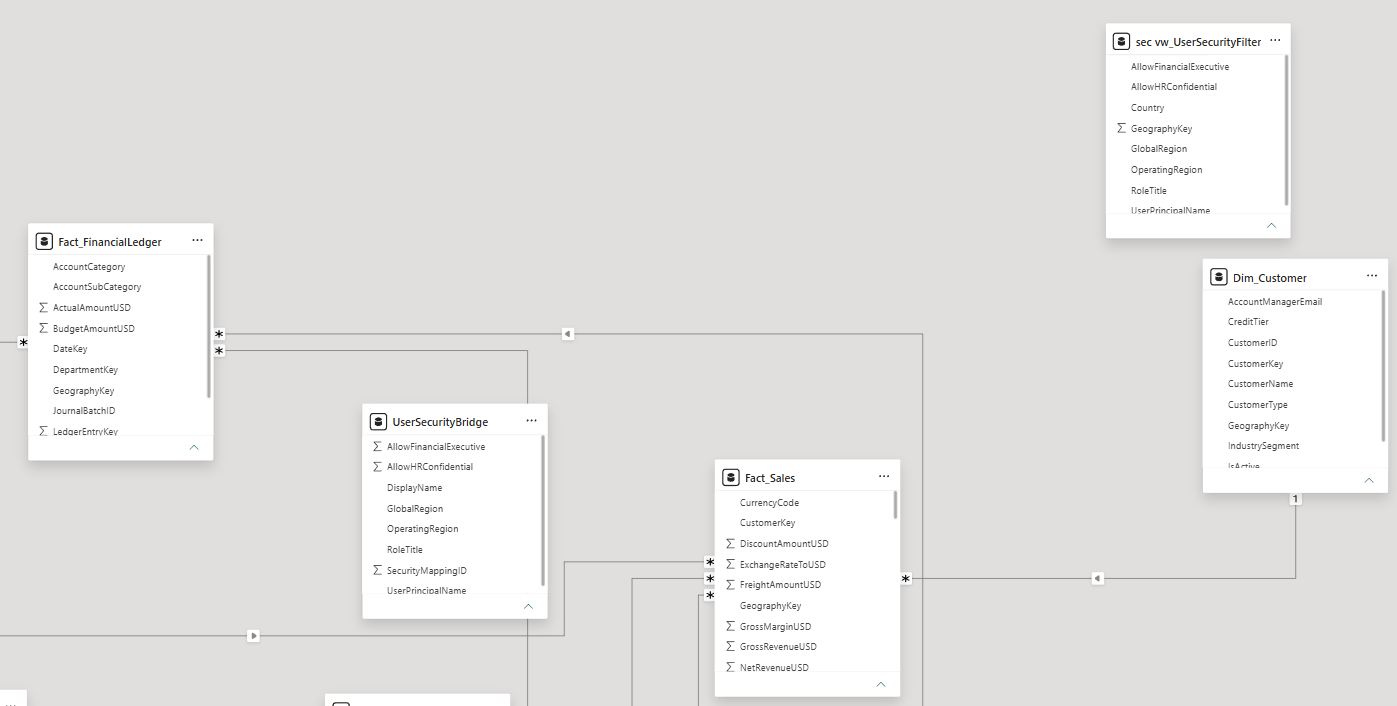 sec vw_UserSecurityFilter ...
AllowFinancialExecutive
AllowHRConfidential
Country
Σ GeographyKey
GlobalRegion
OperatingRegion
RoleTitle
UserPrincipalName
Fact_FinancialLedger ...
AccountCategory
AccountSubCategory
Σ ActualAmountUSD
Σ BudgetAmountUSD
DateKey
DepartmentKey
GeographyKey
JournalBatchID
Σ LedgerEntryKey
*
*
*
Dim_Customer ...
AccountManagerEmail
CreditTier
CustomerID
CustomerKey
CustomerName
CustomerType
GeographyKey
IndustrySegment
IsActive
1
UserSecurityBridge ...
Σ AllowFinancialExecutive
Σ AllowHRConfidential
DisplayName
GlobalRegion
OperatingRegion
RoleTitle
Σ SecurityMappingID
UserPrincipalName
Fact_Sales ...
CurrencyCode
CustomerKey
Σ DiscountAmountUSD
Σ ExchangeRateToUSD
Σ FreightAmountUSD
GeographyKey
Σ GrossMarginUSD
Σ GrossRevenueUSD
Σ NetRevenueUSD
*
*
*
*
...